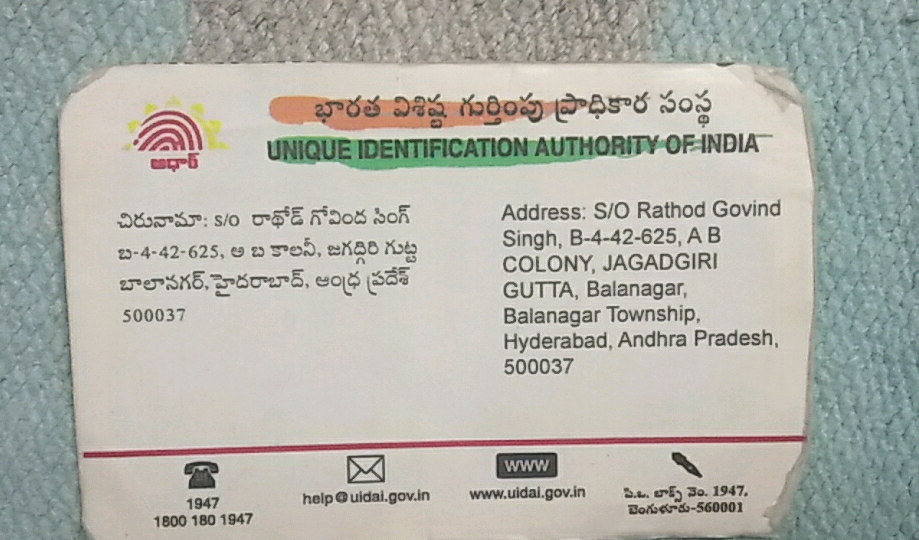 భారత విశిష్ట గుర్తింపు ప్రాధికార సంస్థ
UNIQUE IDENTIFICATION AUTHORITY OF INDIA
ఆధార్
చిరునామా: S/O రాథోడ్ గోవింద సింగ్
బ-4-42-625, అ బ కాలనీ, జగద్గిరి గుట్ట
బాలానగర్,హైదరాబాద్, ఆంధ్ర ప్రదేశ్
500037
Address: S/O Rathod Govind
Singh, B-4-42-625, A B
COLONY, JAGADGIRI
GUTTA, Balanagar,
Balanagar Township,
Hyderabad, Andhra Pradesh,
500037
1947
1800 180 1947
help@uidai.gov.in
www
www.uidai.gov.in
పి.ఒ. బాక్స్ నెం. 1947,
బెంగుళూరు-560001